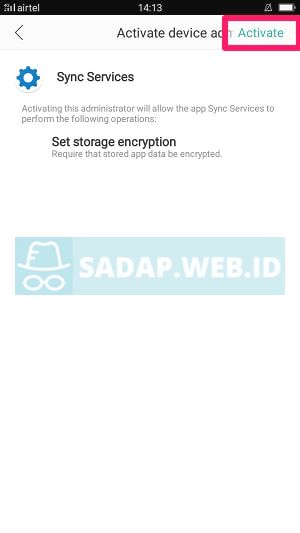 airtel 14:13
Activate device adm Activate
Sync Services
Activating this administrator will allow the app Sync Services to
perform the following operations:
Set storage encryption
Require that stored app data be encrypted.
SADAP.WEB.ID